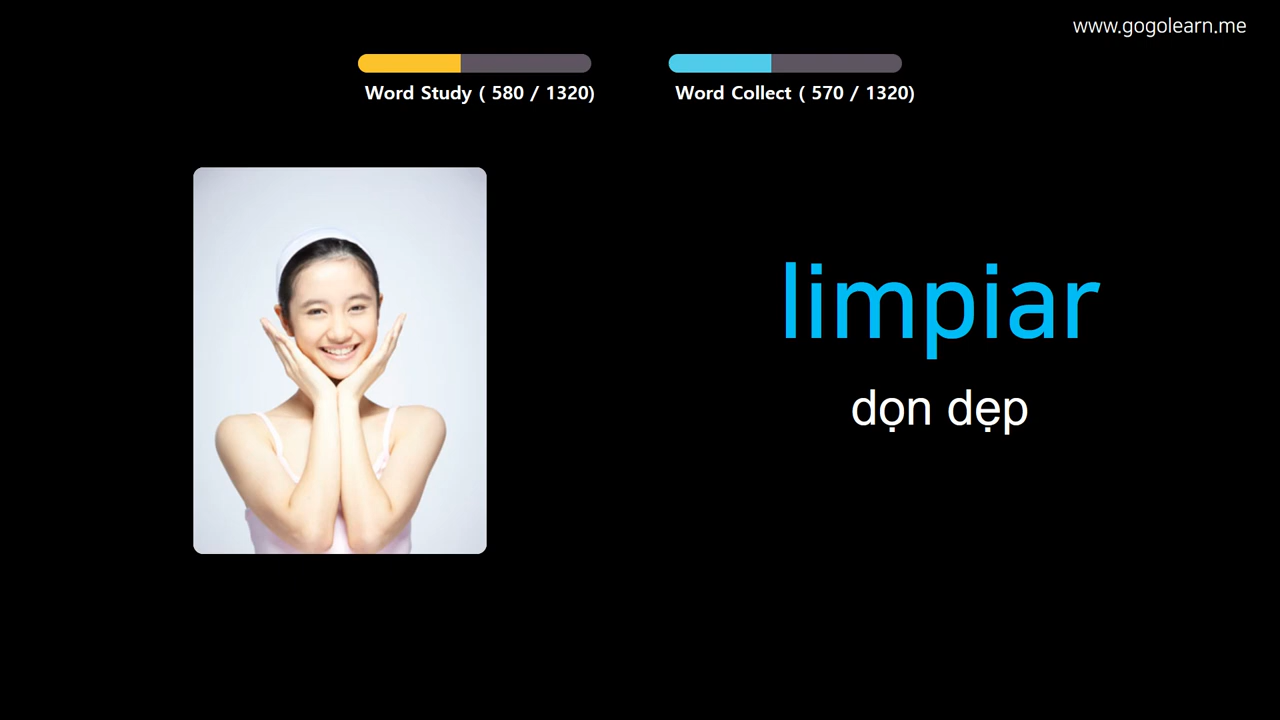 www.gogolearn.me
Word Study ( 580 / 1320)
Word Collect ( 570 / 1320)
limpiar
dọn dẹp